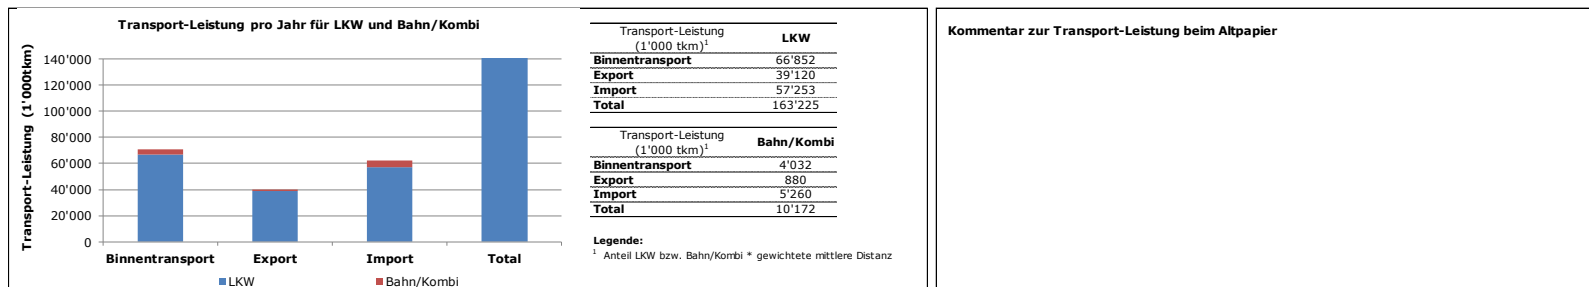 Transport-Leistung pro Jahr für LKW und Bahn/Kombi
Transport-Leistung (1'000tkm)
140'000
120'000
100'000
80'000
60'000
40'000
20'000
0
Binnentransport Export Import Total
LKW Bahn/Kombi
Transport-Leistung
(1'000 tkm)¹ LKW
Binnentransport 66'852
Export 39'120
Import 57'253
Total 163'225
Transport-Leistung
(1'000 tkm)¹ Bahn/Kombi
Binnentransport 4'032
Export 880
Import 5'260
Total 10'172
Legende:
¹ Anteil LKW bzw. Bahn/Kombi * gewichtete mittlere Distanz
Kommentar zur Transport-Leistung beim Altpapier